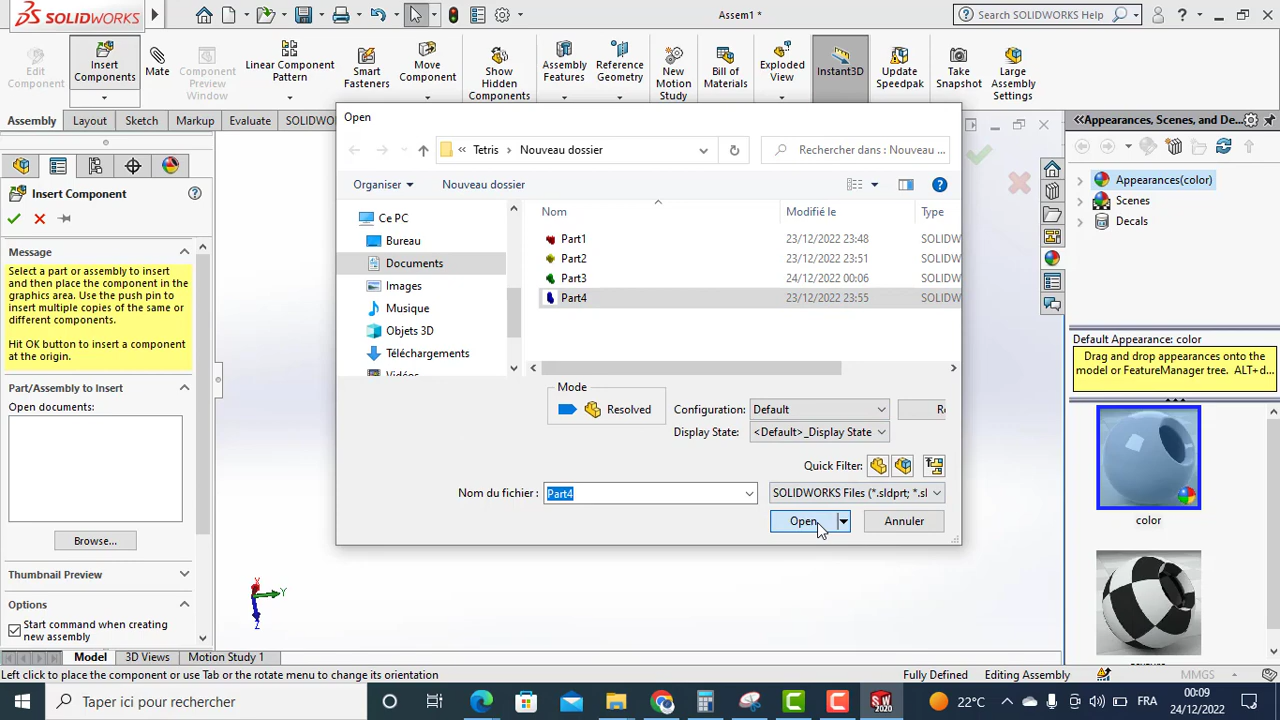 SOLIDWORKS
Assem1 *
Search SOLIDWORKS Help
Edit Component
Insert Components
Mate
Component Preview Window
Linear Component Pattern
Smart Fasteners
Move Component
Show Hidden Components
Assembly Features
Reference Geometry
New Motion Study
Bill of Materials
Exploded View
Instant3D
Update Speedpak
Take Snapshot
Large Assembly Settings
Assembly
Layout
Sketch
Markup
Evaluate
SOLIDWO
Insert Component
Message
Select a part or assembly to insert
and then place the component in
the graphics area. Use the push pin to
insert multiple copies of the same or
different components.
Hit OK button to insert a component
at the origin.
Part/Assembly to Insert
Open documents:
Browse...
Thumbnail Preview
Options
Start command when creating
new assembly
Open
Tetris
Nouveau dossier
Rechercher dans : Nouveau ...
Organiser
Nouveau dossier
Ce PC
Bureau
Documents
Images
Musique
Objets 3D
Téléchargements
Vidéos
Nom
Modifié le
Type
Part1 23/12/2022 23:48 SOLIDW
Part2 23/12/2022 23:51 SOLIDW
Part3 24/12/2022 00:06 SOLIDW
Part4 23/12/2022 23:55 SOLIDW
Mode
Resolved
Configuration: Default
Re
Display State: <Default>_Display State
Quick Filter:
Nom du fichier : Part4
SOLIDWORKS Files (*.sldprt; *.sl
Open
Annuler
X
Y
Z
Appearances, Scenes, and De...
Appearances(color)
Scenes
Decals
Default Appearance: color
Drag and drop appearances onto the
model or FeatureManager tree. ALT+d...
color
Model
3D Views
Motion Study 1
Left click to place the component or use Tab or the rotate menu to change its orientation
Fully Defined
Editing Assembly
MMGS
Taper ici pour rechercher
SW
2020
22°C
FRA
00:09
24/12/2022